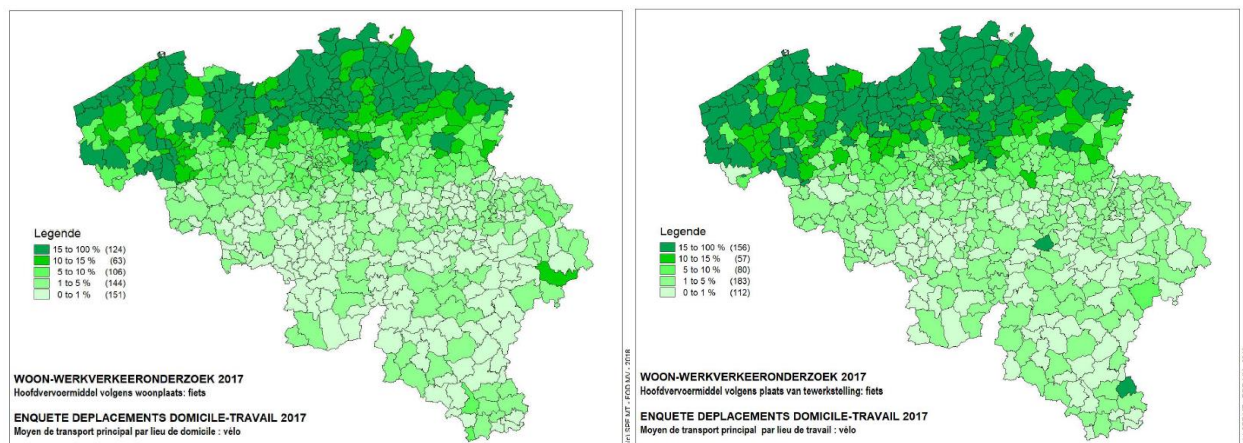 Legende
15 to 100 % (124)
10 to 15 % (63)
5 to 10 % (106)
1 to 5 % (144)
0 to 1 % (151)
WOON-WERKVERKEERONDERZOEK 2017
Hoofdvervoermiddel volgens woonplaats: fiets
ENQUETE DEPLACEMENTS DOMICILE-TRAVAIL 2017
Moyen de transport principal par lieu de domicile : vélo
Legende
15 to 100 % (156)
10 to 15 % (57)
5 to 10 % (80)
1 to 5 % (183)
0 to 1 % (112)
WOON-WERKVERKEERONDERZOEK 2017
Hoofdvervoermiddel volgens plaats van tewerkstelling: fiets
ENQUETE DEPLACEMENTS DOMICILE-TRAVAIL 2017
Moyen de transport principal par lieu de travail : vélo